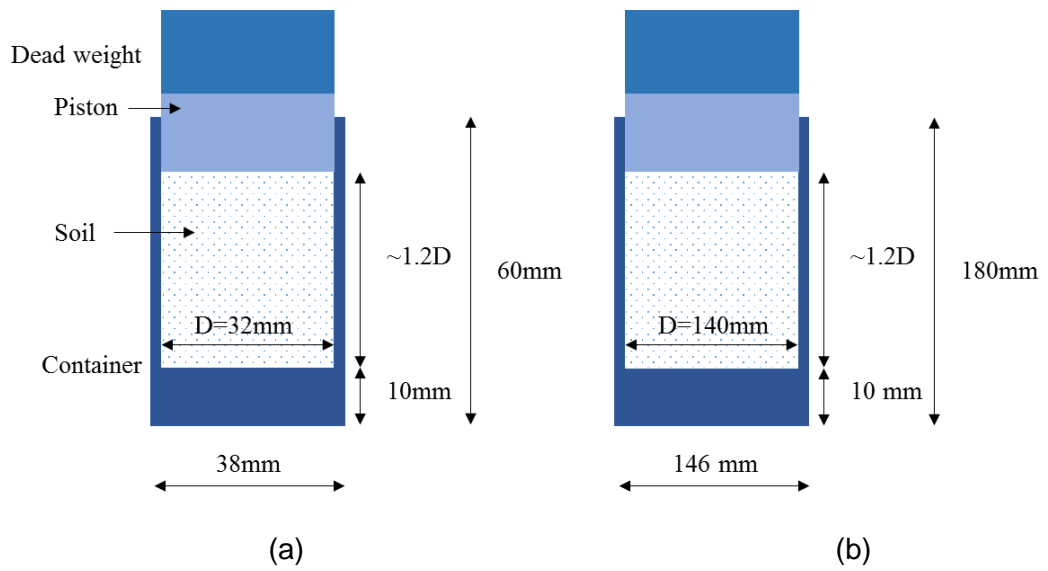 Dead weight
Piston
Soil
Container
D=32mm
~1.2D
10mm
60mm
38mm
(a)
D=140mm
~1.2D
10 mm
180mm
146 mm
(b)